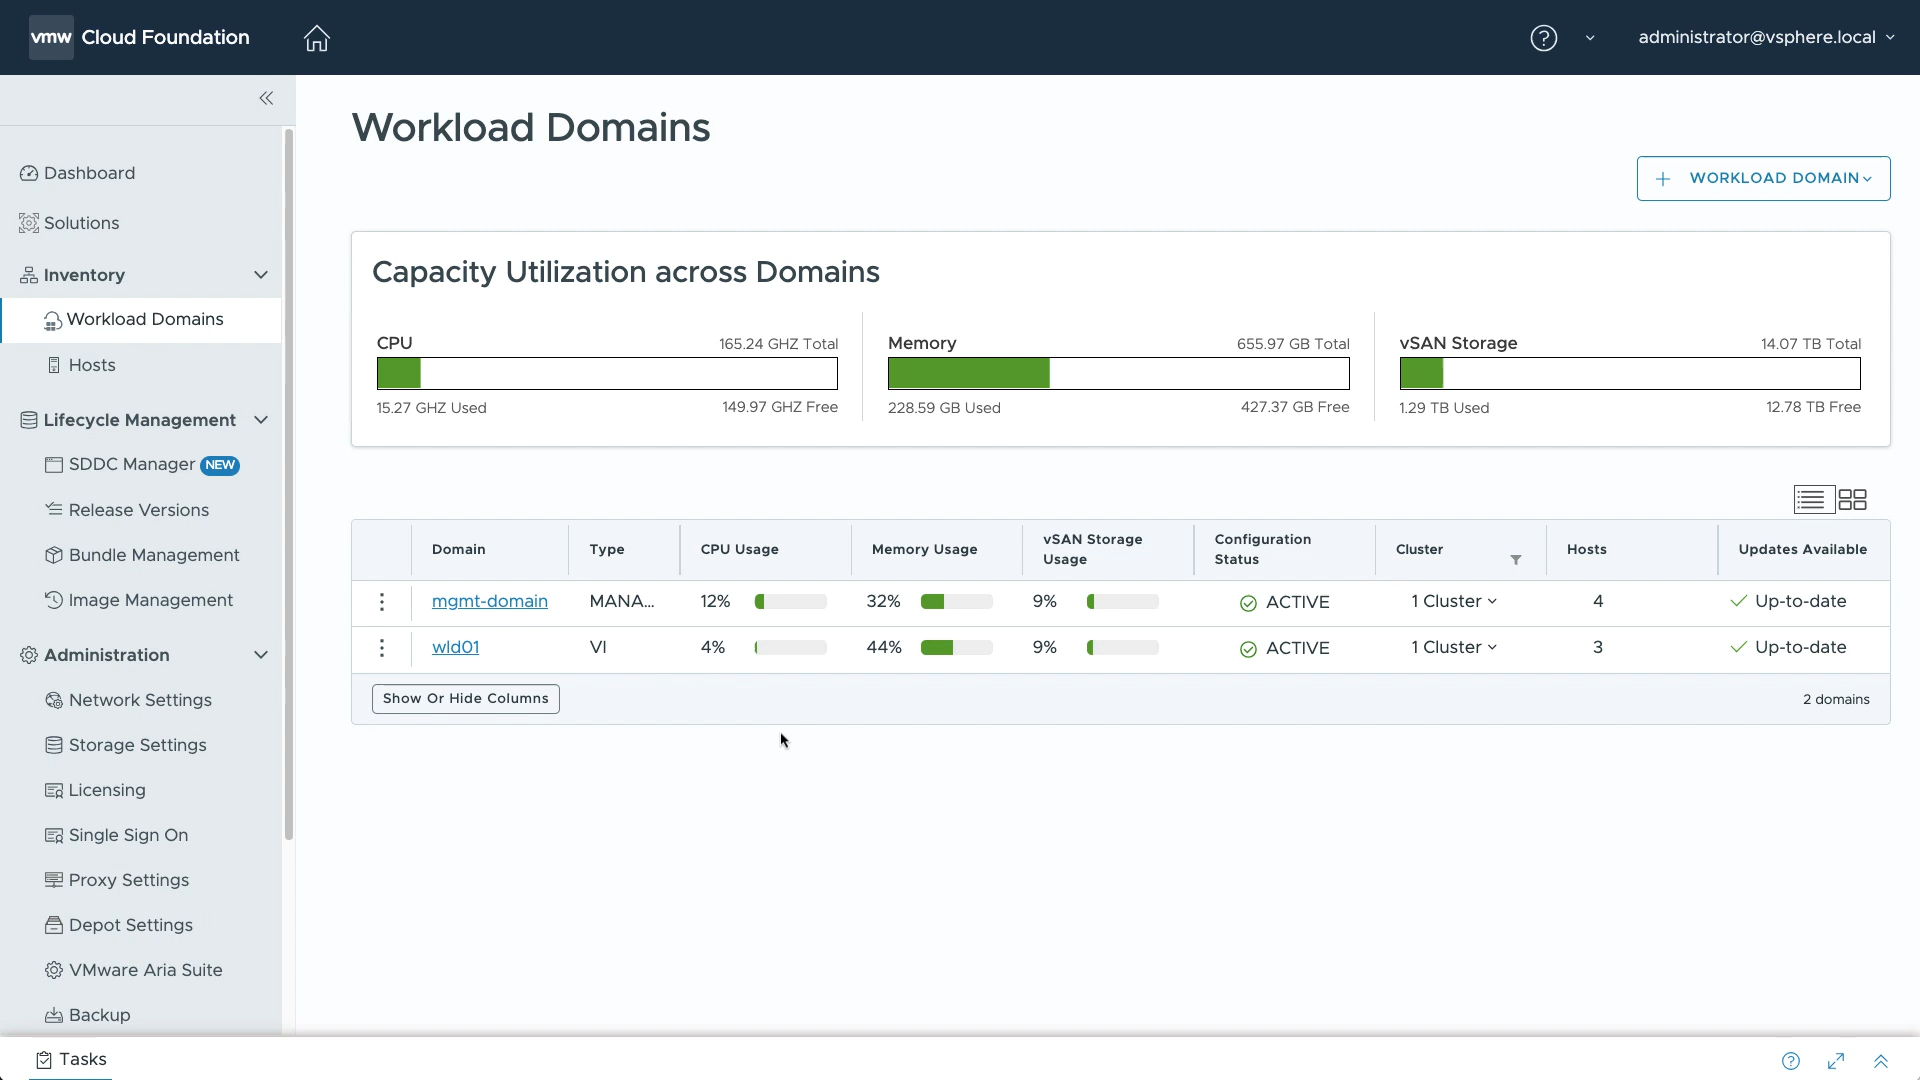 vmw Cloud Foundation
administrator@vsphere.local
Dashboard
Solutions
Inventory
Workload Domains
Hosts
Lifecycle Management
SDDC Manager NEW
Release Versions
Bundle Management
Image Management
Administration
Network Settings
Storage Settings
Licensing
Single Sign On
Proxy Settings
Depot Settings
VMware Aria Suite
Backup
Workload Domains
+ WORKLOAD DOMAIN
Capacity Utilization across Domains
CPU 165.24 GHZ Total
15.27 GHZ Used 149.97 GHZ Free
Memory 655.97 GB Total
228.59 GB Used 427.37 GB Free
vSAN Storage 14.07 TB Total
1.29 TB Used 12.78 TB Free
Domain Type CPU Usage Memory Usage vSAN Storage Usage Configuration Status Cluster Hosts Updates Available
mgmt-domain MANA... 12% 32% 9% ACTIVE 1 Cluster 4 Up-to-date
wld01 VI 4% 44% 9% ACTIVE 1 Cluster 3 Up-to-date
Show Or Hide Columns 2 domains
Tasks